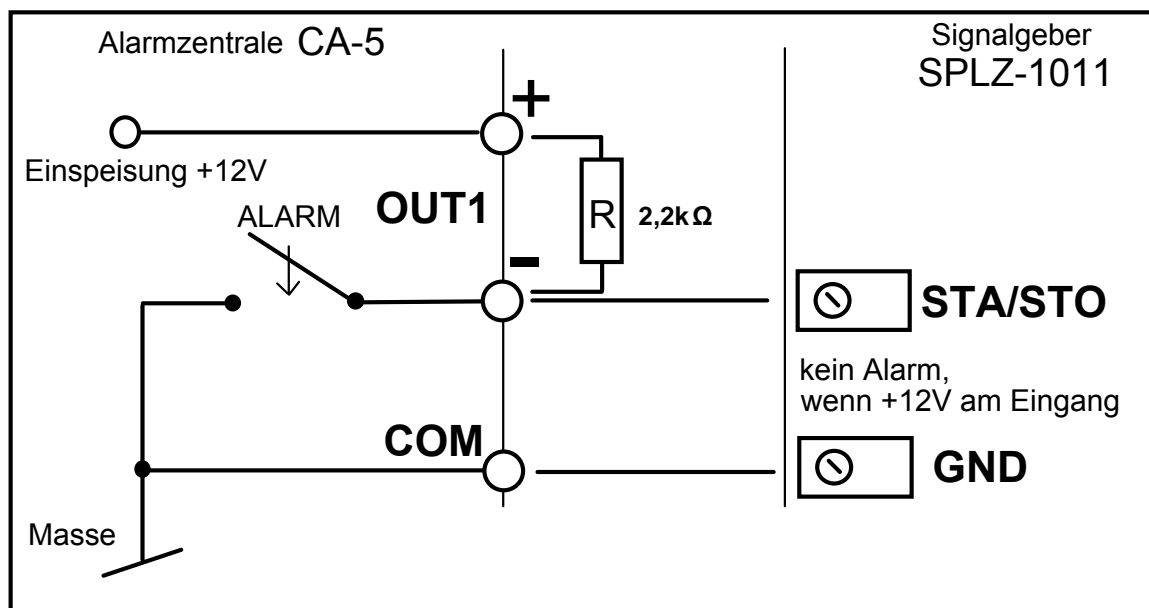 Alarmzentrale CA-5
Signalgeber
SPLZ-1011
+
Einspeisung +12V
OUT1
ALARM
R
2,2kΩ
-
STA/STO
kein Alarm,
wenn +12V am Eingang
COM
GND
Masse